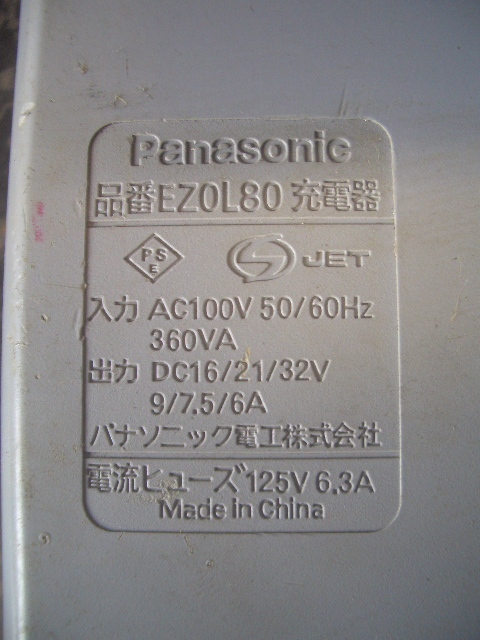 Panasonic
品番EZ0L80 充電器
PS
E
JET
入力 AC100V 50/60Hz
360VA
出力 DC16/21/32V
9/7.5/6A
パナソニック電工株式会社
電流ヒューズ125V 6.3A
Made in China